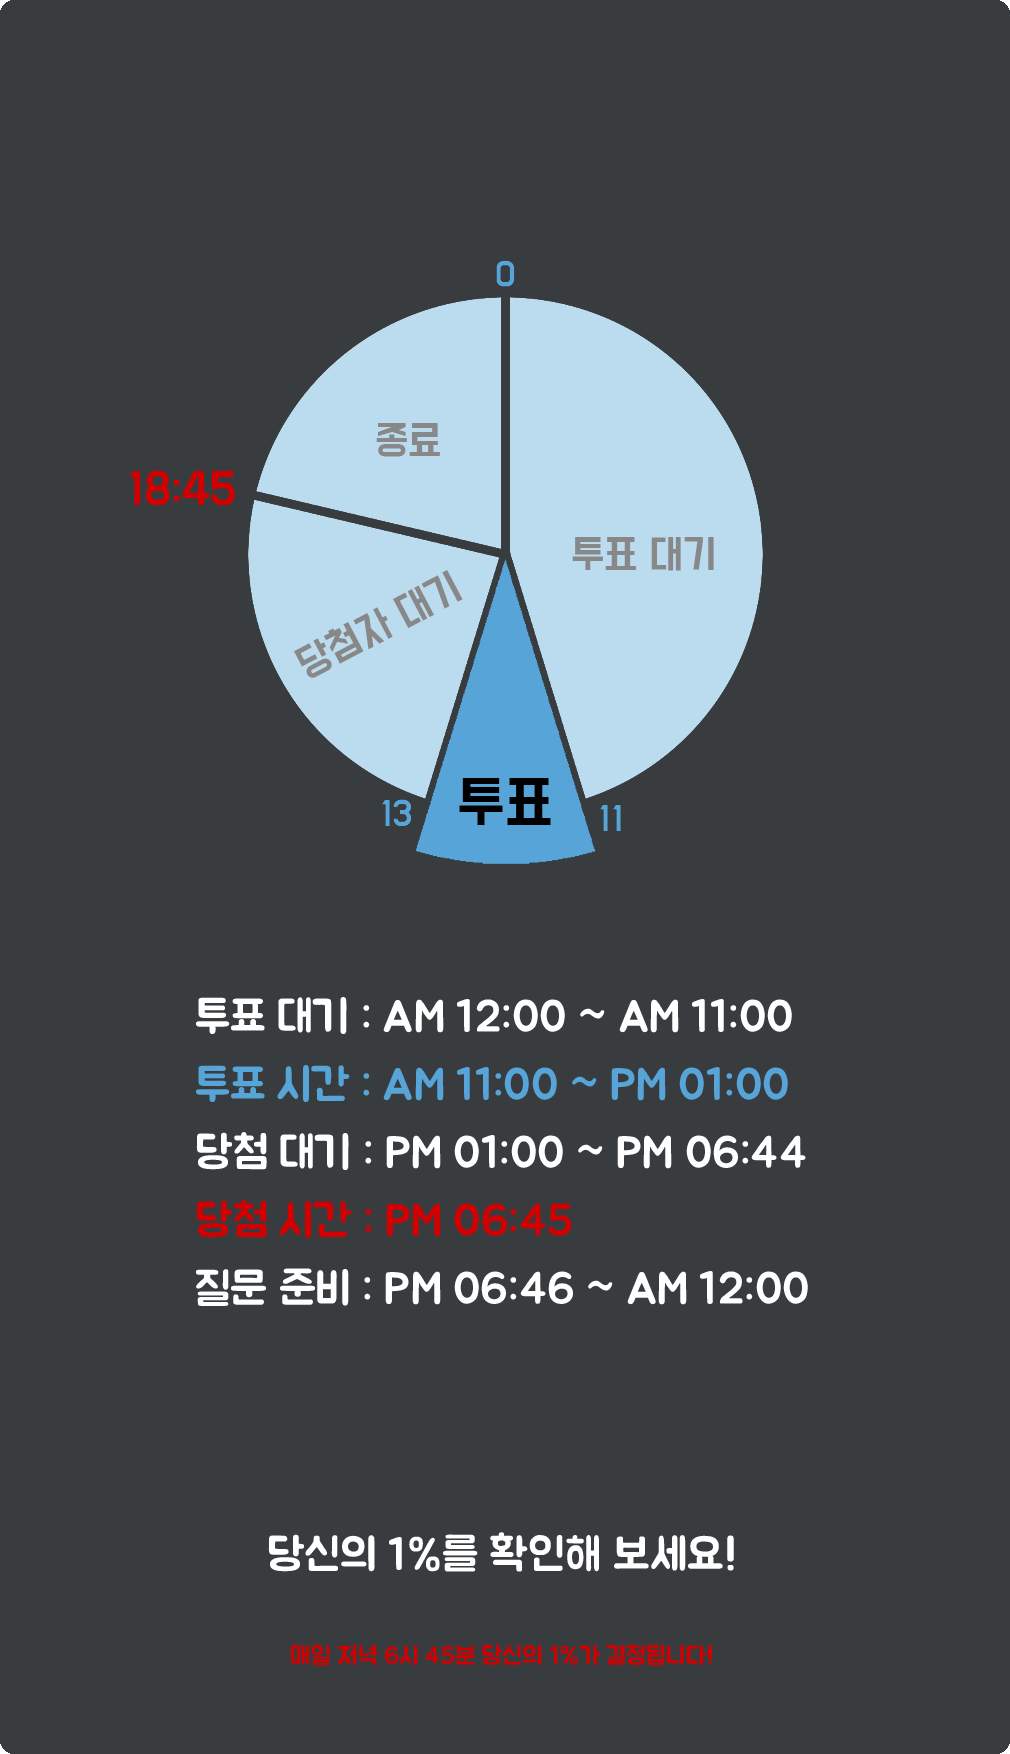 0
종료
18:45
투표 대기
당첨자 대기
투표
13
11
투표 대기 : AM 12:00 ~ AM 11:00
투표 시간 : AM 11:00 ~ PM 01:00
당첨 대기 : PM 01:00 ~ PM 06:44
당첨 시간 : PM 06:45
질문 준비 : PM 06:46 ~ AM 12:00
당신의 1%를 확인해 보세요!
매일 저녁 6시 45분 당신의 1%가 결정됩니다!